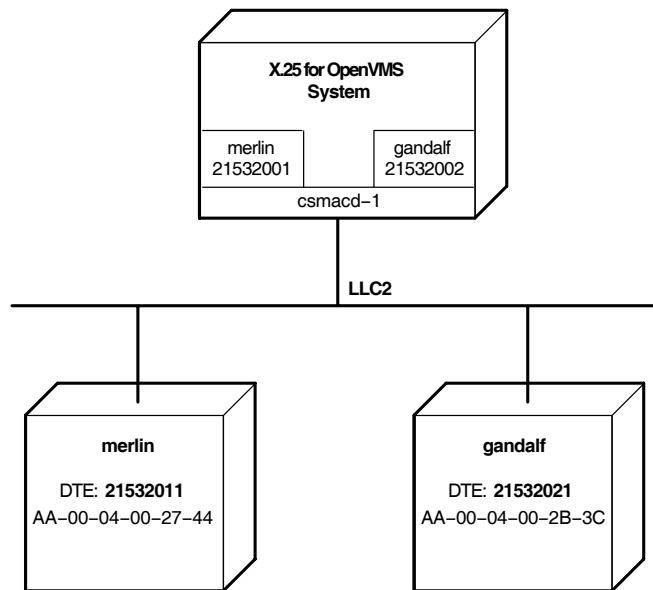 X.25 for OpenVMS
System
merlin
21532001
gandalf
21532002
csmacd−1
LLC2
merlin
DTE: 21532011
AA−00−04−00−27−44
gandalf
DTE: 21532021
AA−00−04−00−2B−3C